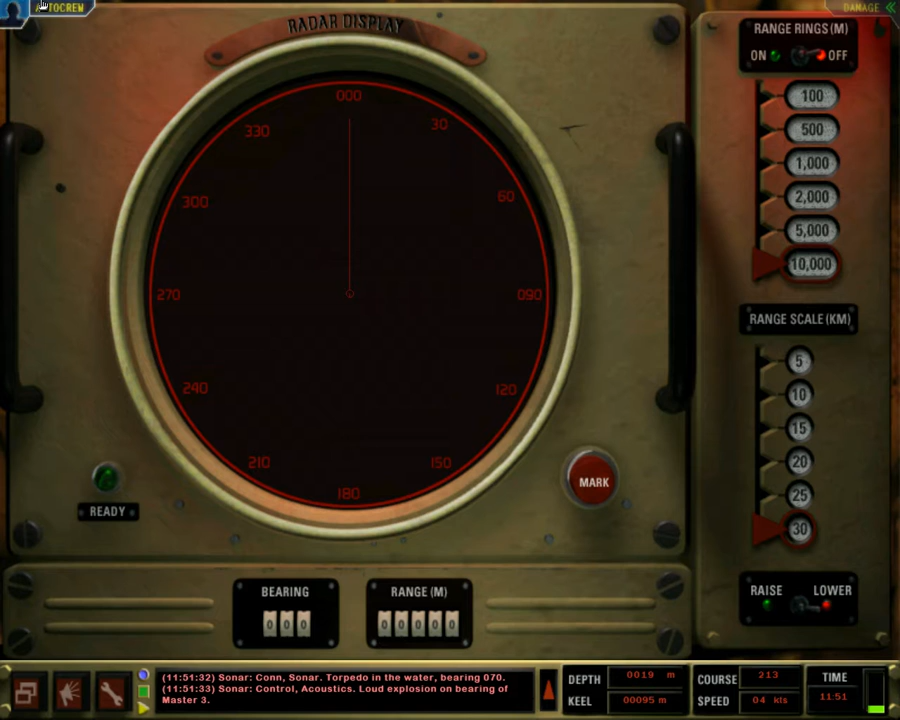 AUTOCREW
DAMAGE
RADAR DISPLAY
000
30
60
090
120
150
180
210
240
270
300
330
READY
MARK
BEARING
000
RANGE (M)
00000
RANGE RINGS (M)
ON OFF
100
500
1,000
2,000
5,000
10,000
RANGE SCALE (KM)
5
10
15
20
25
30
RAISE LOWER
(11:51:32) Sonar: Conn, Sonar. Torpedo in the water, bearing 070.
(11:51:33) Sonar: Control, Acoustics. Loud explosion on bearing of
Master 3.
DEPTH 0019 m
KEEL 00095 m
COURSE 213
SPEED 04 kts
TIME
11:51